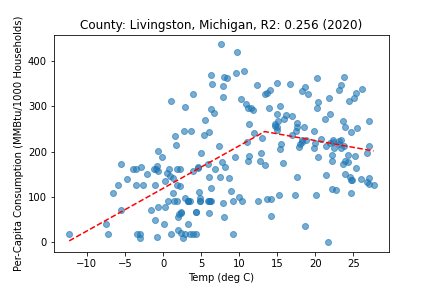 County: Livingston, Michigan, R2: 0.256 (2020)
Per-Capita Consumption (MMBtu/1000 Households)
400
300
200
100
0
−10 −5 0 5 10 15 20 25
Temp (deg C)